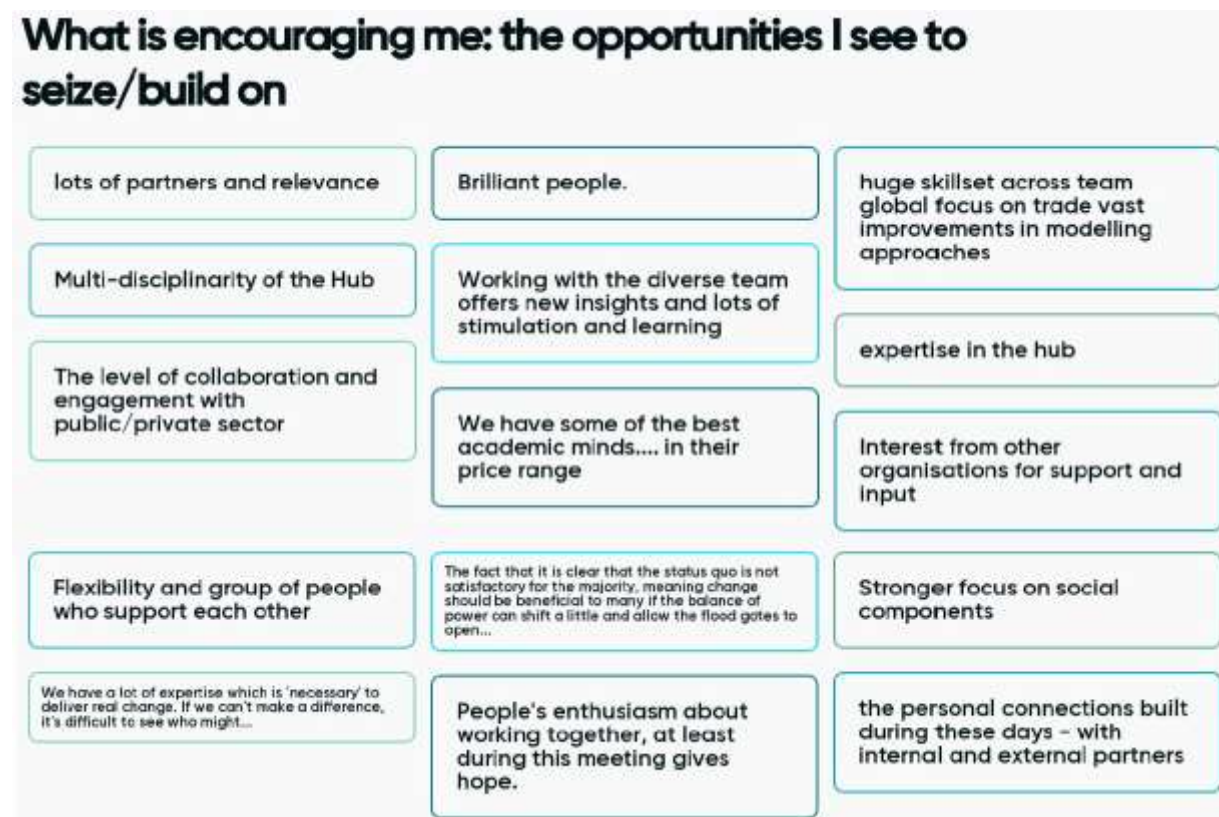 What is encouraging me: the opportunities I see to
seize/build on
lots of partners and relevance
Multi-disciplinarity of the Hub
The level of collaboration and
engagement with
public/private sector
Brilliant people.
Working with the diverse team
offers new insights and lots of
stimulation and learning
We have some of the best
academic minds.... in their
price range
huge skillset across team
global focus on trade vast
improvements in modelling
approaches
expertise in the hub
Interest from other
organisations for support and
input
Flexibility and group of people
who support each other
We have a lot of expertise which is 'necessary' to
deliver real change. If we can't make a difference,
it's difficult to see who might...
The fact that it is clear that the status quo is not
satisfactory for the majority, meaning change
should be beneficial to many if the balance of
power can shift a little and allow the flood gates to
open...
People's enthusiasm about
working together, at least
during this meeting gives
hope.
Stronger focus on social
components
the personal connections built
during these days - with
internal and external partners